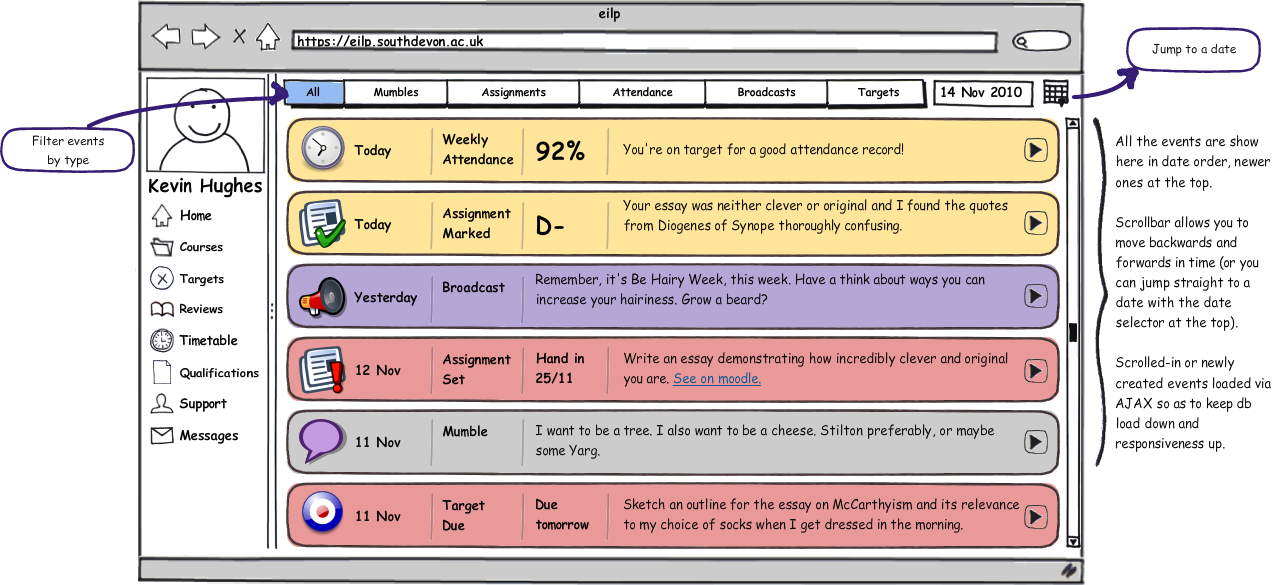 eilp
https://eilp.southdevon.ac.uk
Jump to a date
All
Mumbles
Assignments
Attendance
Broadcasts
Targets
14 Nov 2010
Filter events
by type
Kevin Hughes
Home
Courses
Targets
Reviews
Timetable
Qualifications
Support
Messages
Today
Weekly
Attendance
92%
You're on target for a good attendance record!
Today
Assignment
Marked
D-
Your essay was neither clever or original and I found the quotes
from Diogenes of Synope thoroughly confusing.
Yesterday
Broadcast
Remember, it's Be Hairy Week, this week. Have a think about ways you can
increase your hairiness. Grow a beard?
12 Nov
Assignment
Set
Hand in
25/11
Write an essay demonstrating how incredibly clever and original
you are. See on moodle.
11 Nov
Mumble
I want to be a tree. I also want to be a cheese. Stilton preferably, or maybe
some Yarg.
11 Nov
Target
Due
Due
tomorrow
Sketch an outline for the essay on McCarthyism and its relevance
to my choice of socks when I get dressed in the morning.
All the events are show
here in date order, newer
ones at the top.
Scrollbar allows you to
move backwards and
forwards in time (or you
can jump straight to a
date with the date
selector at the top).
Scrolled-in or newly
created events loaded via
AJAX so as to keep db
load down and
responsiveness up.